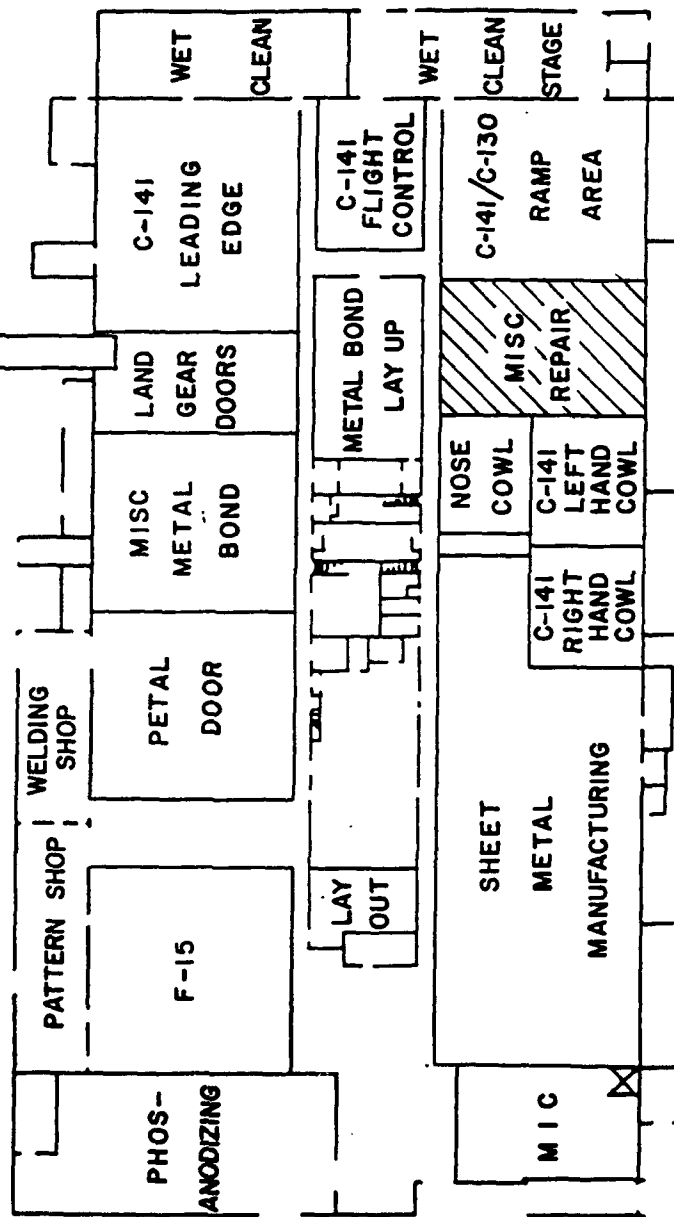 WET
CLEAN
WET
CLEAN
STAGE
C-141
LEADING
EDGE
C-141
FLIGHT
CONTROL
C-141/C-130
RAMP
AREA
LAND
GEAR
DOORS
METAL BOND
LAY UP
MISC
REPAIR
MISC
METAL
BOND
NOSE
COWL
C-141
LEFT
HAND
COWL
C-141
RIGHT
HAND
COWL
WELDING
SHOP
PETAL
DOOR
PATTERN SHOP
F-15
LAY
OUT
SHEET
METAL
MANUFACTURING
PHOS-
ANODIZING
MIC